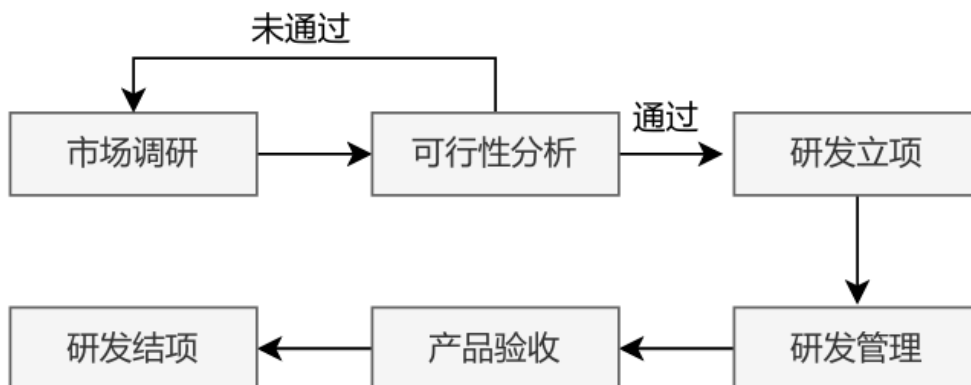 未通过
市场调研
可行性分析
通过
研发立项
研发结项
产品验收
研发管理